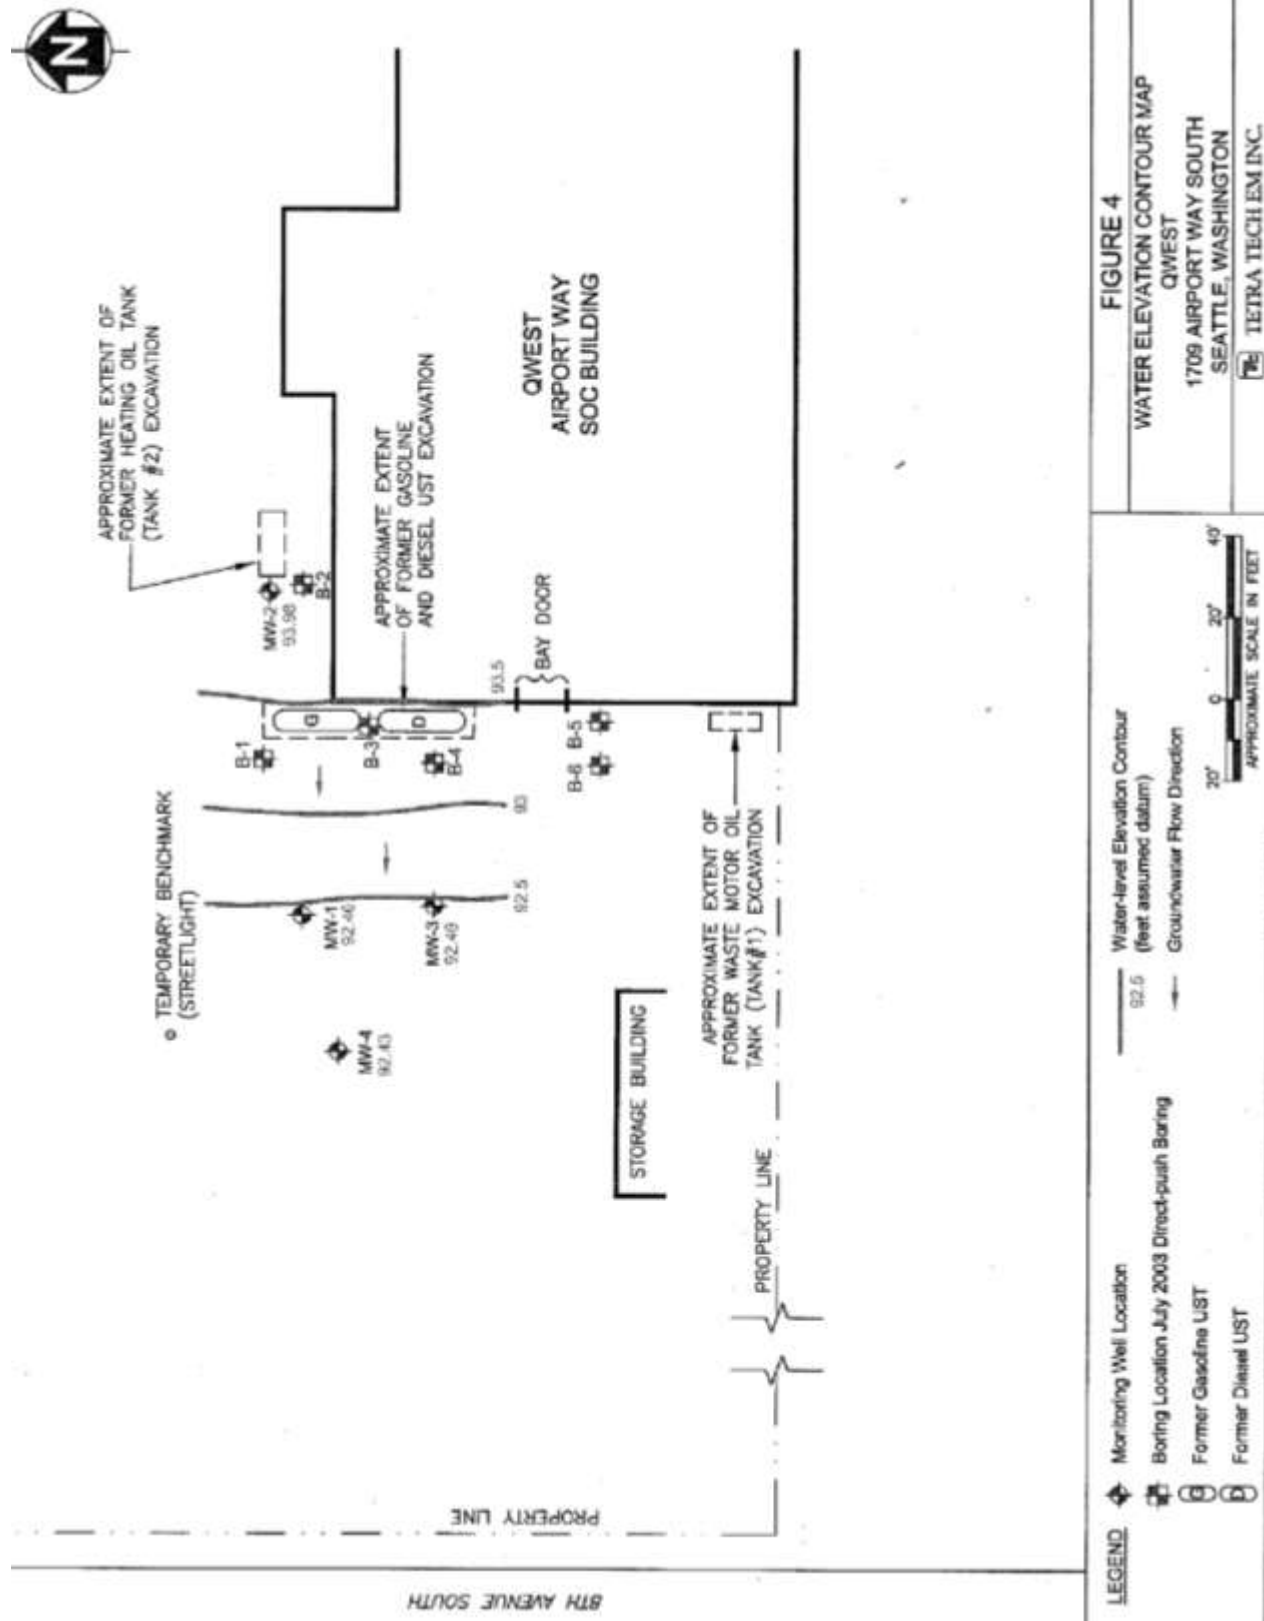 N
APPROXIMATE EXTENT OF
FORMER HEATING OIL TANK
(TANK #2) EXCAVATION
TEMPORARY BENCHMARK
(STREETLIGHT)
MW-2
93.98
B-2
B-1
G
B-3
D
B-4
APPROXIMATE EXTENT
OF FORMER GASOLINE
AND DIESEL UST EXCAVATION
MW-1
92.46
MW-4
92.43
MW-3
92.49
92.5
93
93.5
BAY DOOR
QWEST
AIRPORT WAY
SOC BUILDING
B-6
B-5
STORAGE BUILDING
APPROXIMATE EXTENT OF
FORMER WASTE MOTOR OIL
TANK (TANK#1) EXCAVATION
PROPERTY LINE
PROPERTY LINE
8TH AVENUE SOUTH
LEGEND
Monitoring Well Location
Boring Location July 2003 Direct-push Boring
G Former Gasoline UST
D Former Diesel UST
92.5
Water-level Elevation Contour
(feet assumed datum)
Groundwater Flow Direction
20' 0 20' 40'
APPROXIMATE SCALE IN FEET
FIGURE 4
WATER ELEVATION CONTOUR MAP
QWEST
1709 AIRPORT WAY SOUTH
SEATTLE, WASHINGTON
TETRA TECH EM INC.